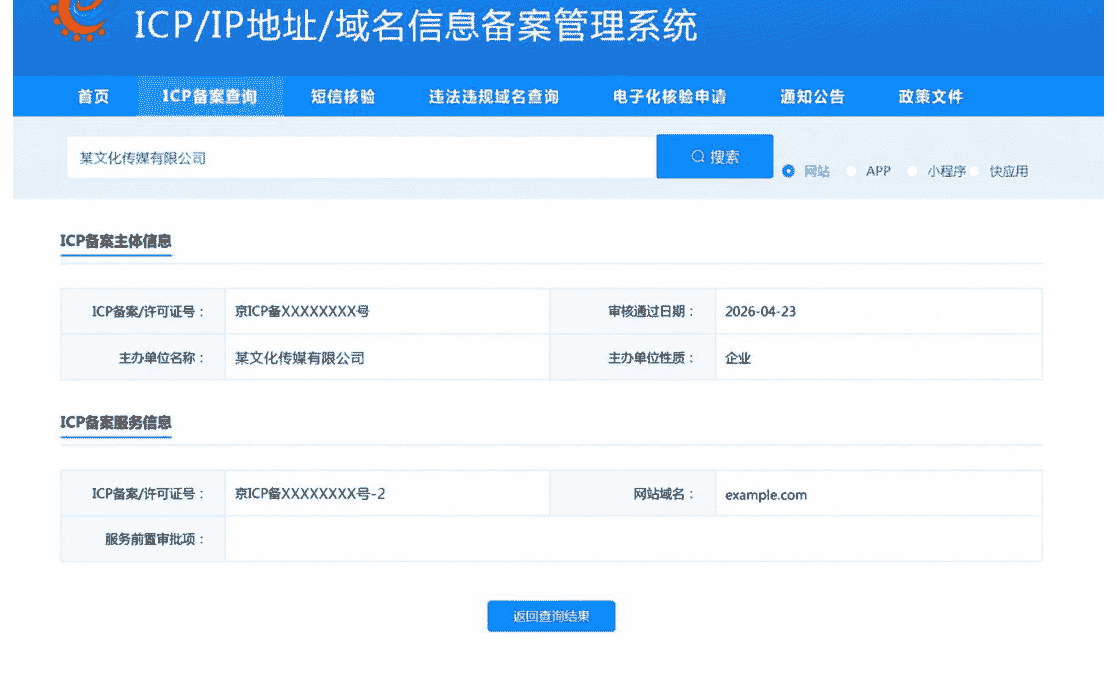 ICP/IP地址/域名信息备案管理系统
首页 ICP备案查询 短信核验 违法违规域名查询 电子化核验申请 通知公告 政策文件
某文化传媒有限公司 搜索 网站 APP 小程序 快应用
ICP备案主体信息
ICP备案/许可证号： 京ICP备XXXXXXXX号 审核通过日期： 2026-04-23
主办单位名称： 某文化传媒有限公司 主办单位性质： 企业
ICP备案服务信息
ICP备案/许可证号： 京ICP备XXXXXXXX号-2 网站域名： example.com
服务前置审批项：
返回查询结果